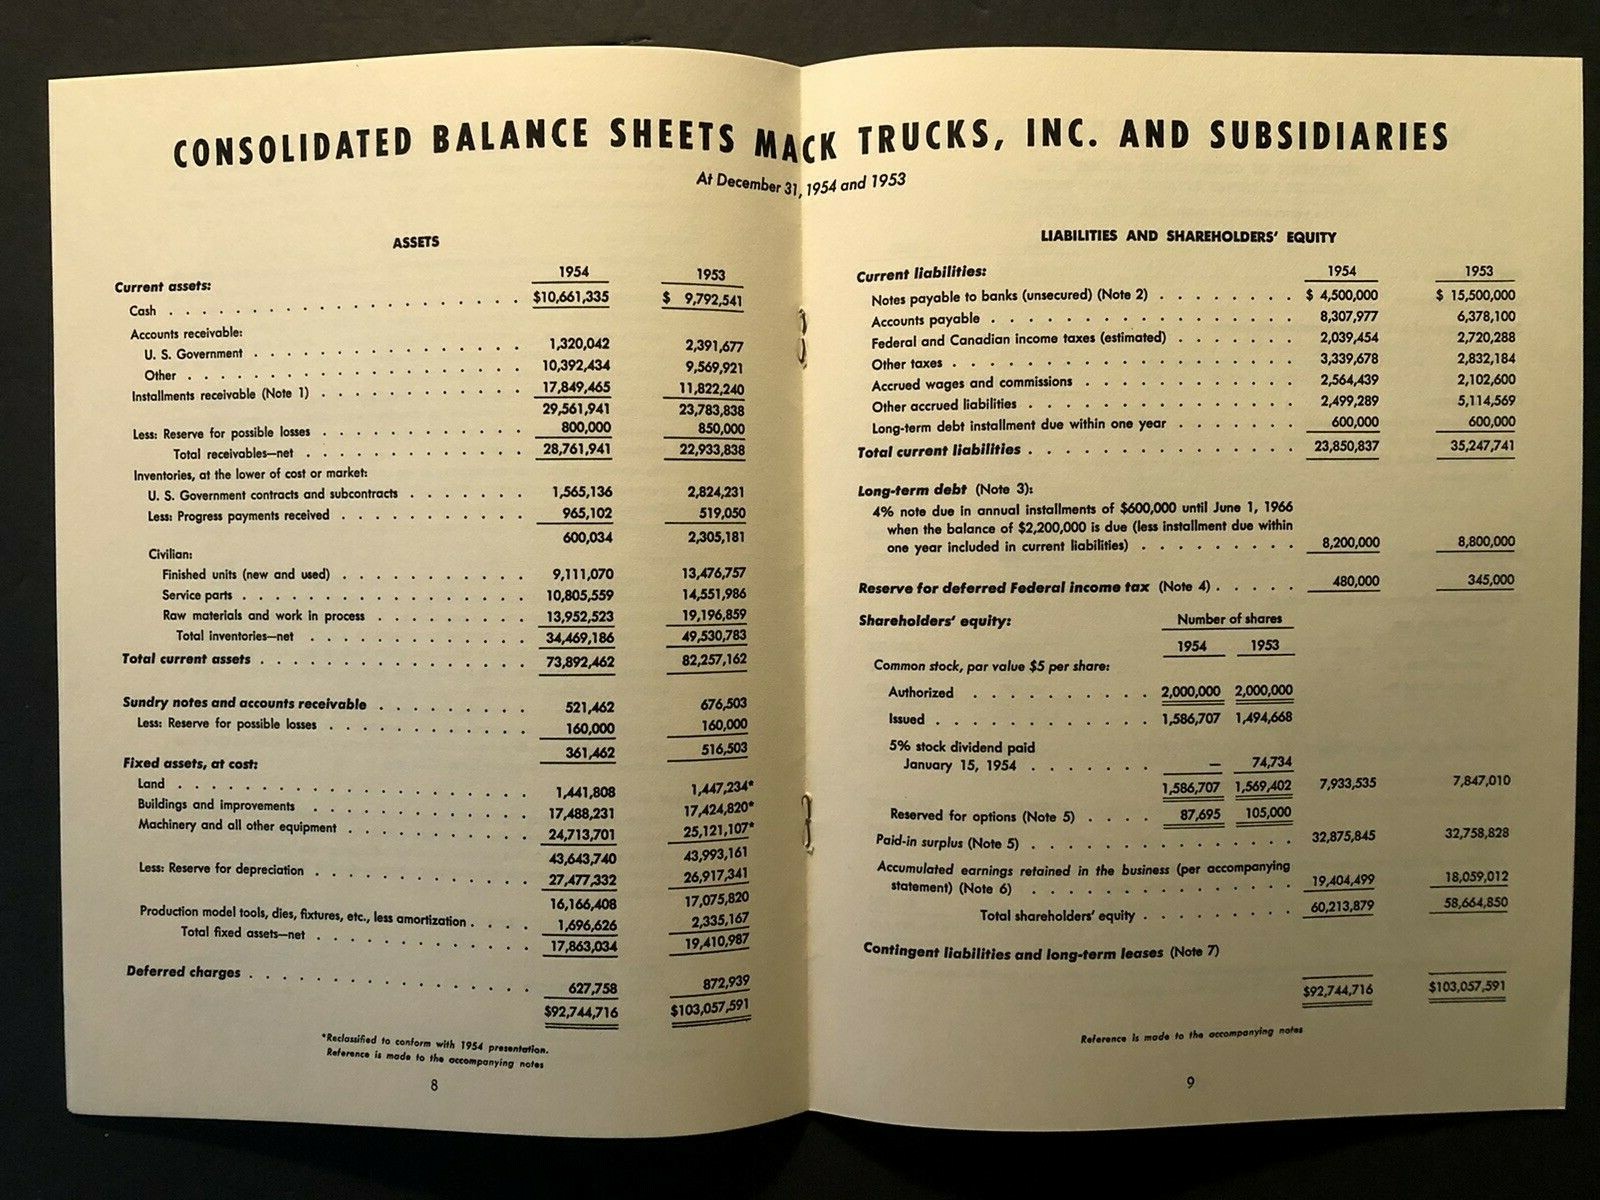 CONSOLIDATED BALANCE SHEETS MACK TRUCKS, INC. AND SUBSIDIARIES
At December 31, 1954 and 1953
ASSETS
1954 1953
Current assets:
Cash . . . . . . . . . . . . . . . . . $10,661,335 $ 9,792,541
Accounts receivable:
U. S. Government . . . . . . . . . . . . . . 1,320,042 2,391,677
Other . . . . . . . . . . . . . . . . . 10,392,434 9,569,921
Installments receivable (Note 1) . . . . . . . . . . 17,849,465 11,822,240
29,561,941 23,783,838
Less: Reserve for possible losses . . . . . . . . . . 800,000 850,000
Total receivables—net . . . . . . . . . . . 28,761,941 22,933,838
Inventories, at the lower of cost or market:
U. S. Government contracts and subcontracts . . . . . . 1,565,136 2,824,231
Less: Progress payments received . . . . . . . . . 965,102 519,050
600,034 2,305,181
Civilian:
Finished units (new and used) . . . . . . . . . 9,111,070 13,476,757
Service parts . . . . . . . . . . . . . . 10,805,559 14,551,986
Raw materials and work in process . . . . . . . . 13,952,523 19,196,859
Total inventories—net . . . . . . . . . . . 34,469,186 49,530,783
Total current assets . . . . . . . . . . . . . . 73,892,462 82,257,162
Sundry notes and accounts receivable . . . . . . . . 521,462 676,503
Less: Reserve for possible losses . . . . . . . . . . 160,000 160,000
361,462 516,503
Fixed assets, at cost:
Land . . . . . . . . . . . . . . . . . 1,441,808 1,447,234*
Buildings and improvements . . . . . . . . . . . 17,488,231 17,424,820*
Machinery and all other equipment . . . . . . . . . 24,713,701 25,121,107*
43,643,740 43,993,161
Less: Reserve for depreciation . . . . . . . . . . . 27,477,332 26,917,341
16,166,408 17,075,820
Production model tools, dies, fixtures, etc., less amortization . . . . 1,696,626 2,335,167
Total fixed assets—net . . . . . . . . . . . 17,863,034 19,410,987
Deferred charges . . . . . . . . . . . . . . 627,758 872,939
$92,744,716 $103,057,591
*Reclassified to conform with 1954 presentation.
Reference is made to the accompanying notes
8
LIABILITIES AND SHAREHOLDERS' EQUITY
Current liabilities: 1954 1953
Notes payable to banks (unsecured) (Note 2) . . . . . . . . $ 4,500,000 $ 15,500,000
Accounts payable . . . . . . . . . . . . . . . 8,307,977 6,378,100
Federal and Canadian income taxes (estimated) . . . . . . . 2,039,454 2,720,288
Other taxes . . . . . . . . . . . . . . . . . 3,339,678 2,832,184
Accrued wages and commissions . . . . . . . . . . . 2,564,439 2,102,600
Other accrued liabilities . . . . . . . . . . . . . 2,499,289 5,114,569
Long-term debt installment due within one year . . . . . . . 600,000 600,000
Total current liabilities . . . . . . . . . . . . . . 23,850,837 35,247,741
Long-term debt (Note 3):
4% note due in annual installments of $600,000 until June 1, 1966
when the balance of $2,200,000 is due (less installment due within
one year included in current liabilities) . . . . . . . . . 8,200,000 8,800,000
Reserve for deferred Federal income tax (Note 4) . . . . . 480,000 345,000
Shareholders' equity: Number of shares
1954 1953
Common stock, par value $5 per share:
Authorized . . . . . . . . . . 2,000,000 2,000,000
Issued . . . . . . . . . . . . 1,586,707 1,494,668
5% stock dividend paid
January 15, 1954 . . . . . . . — 74,734
1,586,707 1,569,402 7,933,535 7,847,010
Reserved for options (Note 5) . . . . 87,695 105,000
Paid-in surplus (Note 5) . . . . . . . . . . . . . 32,875,845 32,758,828
Accumulated earnings retained in the business (per accompanying
statement) (Note 6) . . . . . . . . . . . . . 19,404,499 18,059,012
Total shareholders' equity . . . . . . . . . 60,213,879 58,664,850
Contingent liabilities and long-term leases (Note 7)
$92,744,716 $103,057,591
Reference is made to the accompanying notes
9